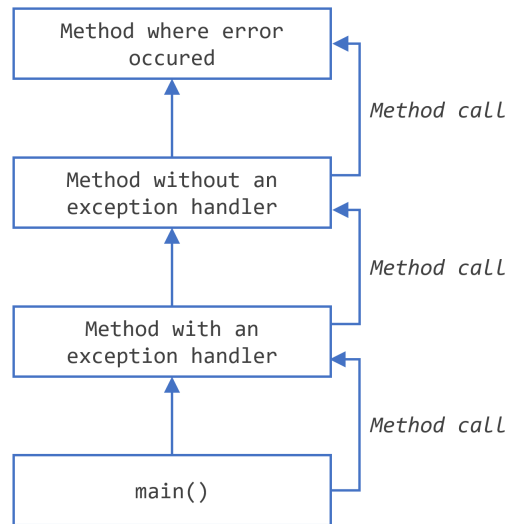 Method where error
occured
Method call
Method without an
exception handler
Method call
Method with an
exception handler
Method call
main()